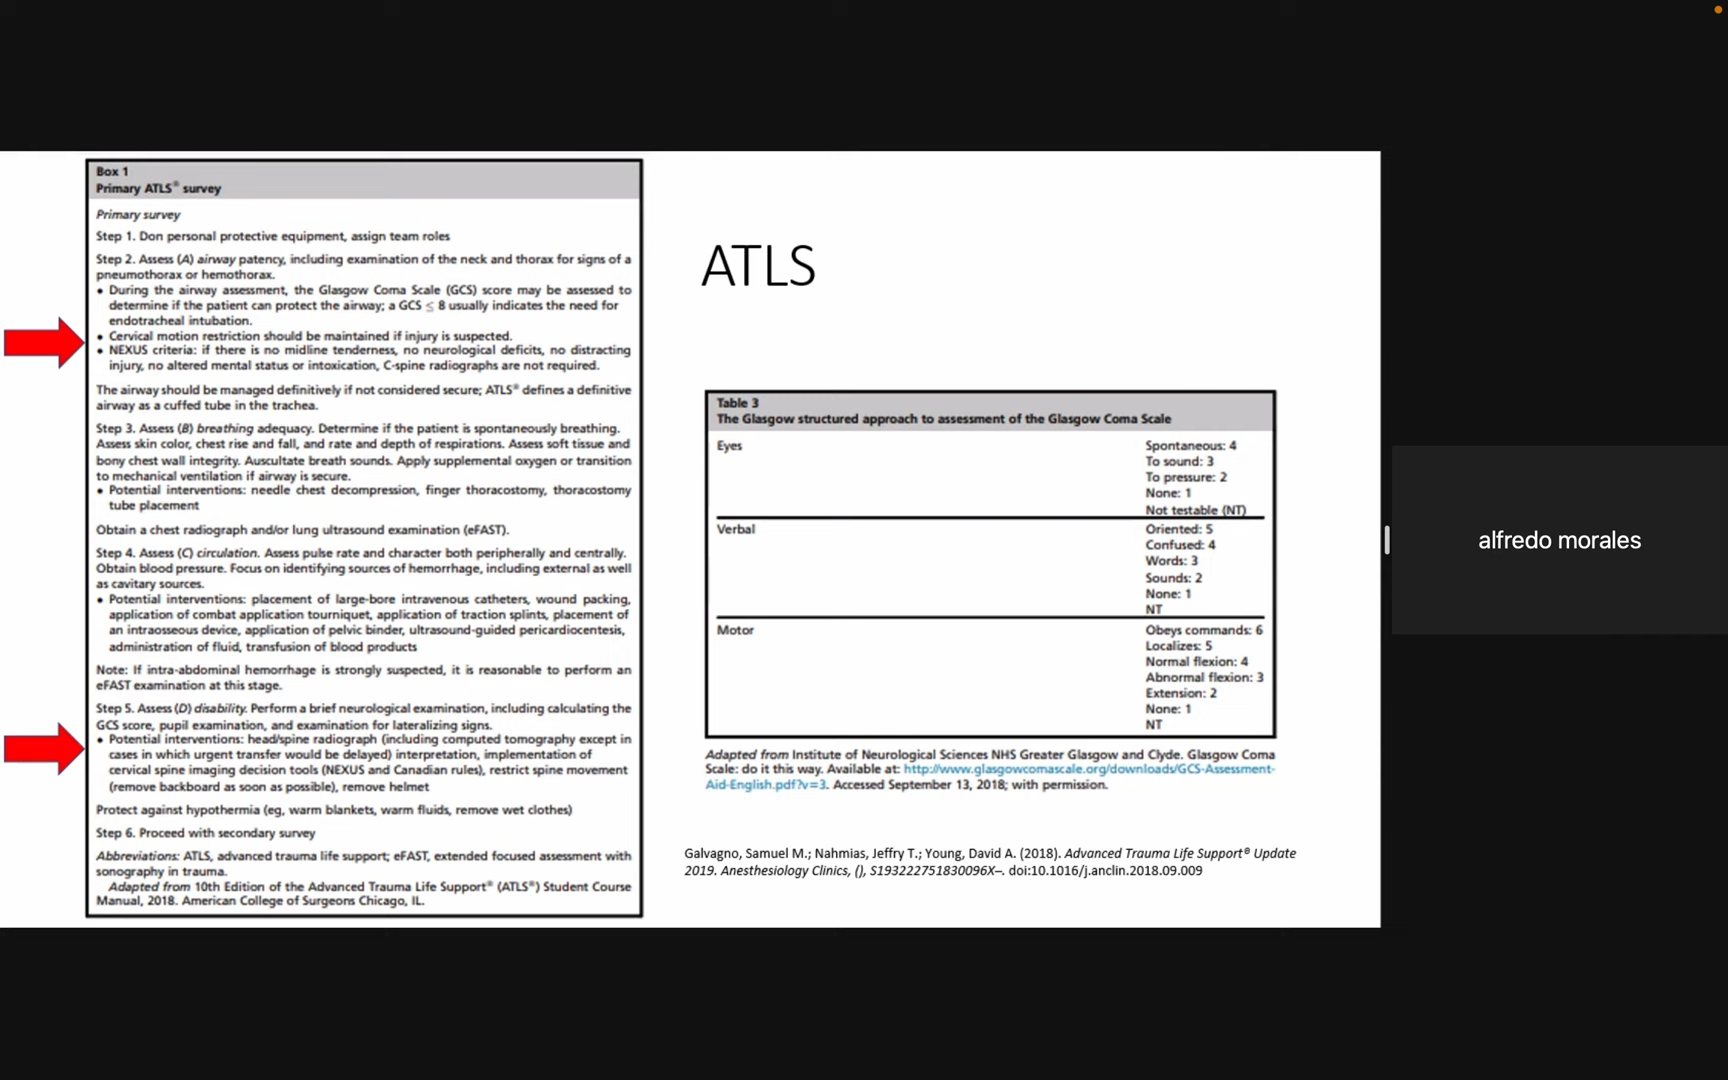 Box 1
Primary ATLS® survey
Primary survey
Step 1. Don personal protective equipment, assign team roles
Step 2. Assess (A) airway patency, including examination of the neck and thorax for signs of a
pneumothorax or hemothorax.
• During the airway assessment, the Glasgow Coma Scale (GCS) score may be assessed to
determine if the patient can protect the airway; a GCS ≤ 8 usually indicates the need for
endotracheal intubation.
• Cervical motion restriction should be maintained if injury is suspected.
• NEXUS criteria: if there is no midline tenderness, no neurological deficits, no distracting
injury, no altered mental status or intoxication, C-spine radiographs are not required.
The airway should be managed definitively if not considered secure; ATLS® defines a definitive
airway as a cuffed tube in the trachea.
Step 3. Assess (B) breathing adequacy. Determine if the patient is spontaneously breathing.
Assess skin color, chest rise and fall, and rate and depth of respirations. Assess soft tissue and
bony chest wall integrity. Auscultate breath sounds. Apply supplemental oxygen or transition
to mechanical ventilation if airway is secure.
• Potential interventions: needle chest decompression, finger thoracostomy, thoracostomy
tube placement
Obtain a chest radiograph and/or lung ultrasound examination (eFAST).
Step 4. Assess (C) circulation. Assess pulse rate and character both peripherally and centrally.
Obtain blood pressure. Focus on identifying sources of hemorrhage, including external as well
as cavitary sources.
• Potential interventions: placement of large-bore intravenous catheters, wound packing,
application of combat application tourniquet, application of traction splints, placement of
an intraosseous device, application of pelvic binder, ultrasound-guided pericardiocentesis,
administration of fluid, transfusion of blood products
Note: If intra-abdominal hemorrhage is strongly suspected, it is reasonable to perform an
eFAST examination at this stage.
Step 5. Assess (D) disability. Perform a brief neurological examination, including calculating the
GCS score, pupil examination, and examination for lateralizing signs.
• Potential interventions: head/spine radiograph (including computed tomography except in
cases in which urgent transfer would be delayed) interpretation, implementation of
cervical spine imaging decision tools (NEXUS and Canadian rules), restrict spine movement
(remove backboard as soon as possible), remove helmet
Protect against hypothermia (eg, warm blankets, warm fluids, remove wet clothes)
Step 6. Proceed with secondary survey
Abbreviations: ATLS, advanced trauma life support; eFAST, extended focused assessment with
sonography in trauma.
Adapted from 10th Edition of the Advanced Trauma Life Support® (ATLS®) Student Course
Manual, 2018. American College of Surgeons Chicago, IL.
ATLS
Table 3
The Glasgow structured approach to assessment of the Glasgow Coma Scale
Eyes Spontaneous: 4
To sound: 3
To pressure: 2
None: 1
Not testable (NT)
Verbal Oriented: 5
Confused: 4
Words: 3
Sounds: 2
None: 1
NT
Motor Obeys commands: 6
Localizes: 5
Normal flexion: 4
Abnormal flexion: 3
Extension: 2
None: 1
NT
Adapted from Institute of Neurological Sciences NHS Greater Glasgow and Clyde. Glasgow Coma
Scale: do it this way. Available at: http://www.glasgowcomascale.org/downloads/GCS-Assessment-
Aid-English.pdf?v=3. Accessed September 13, 2018; with permission.
Galvagno, Samuel M.; Nahmias, Jeffry T.; Young, David A. (2018). Advanced Trauma Life Support® Update
2019. Anesthesiology Clinics, (), S193222751830096X–. doi:10.1016/j.anclin.2018.09.009
alfredo morales